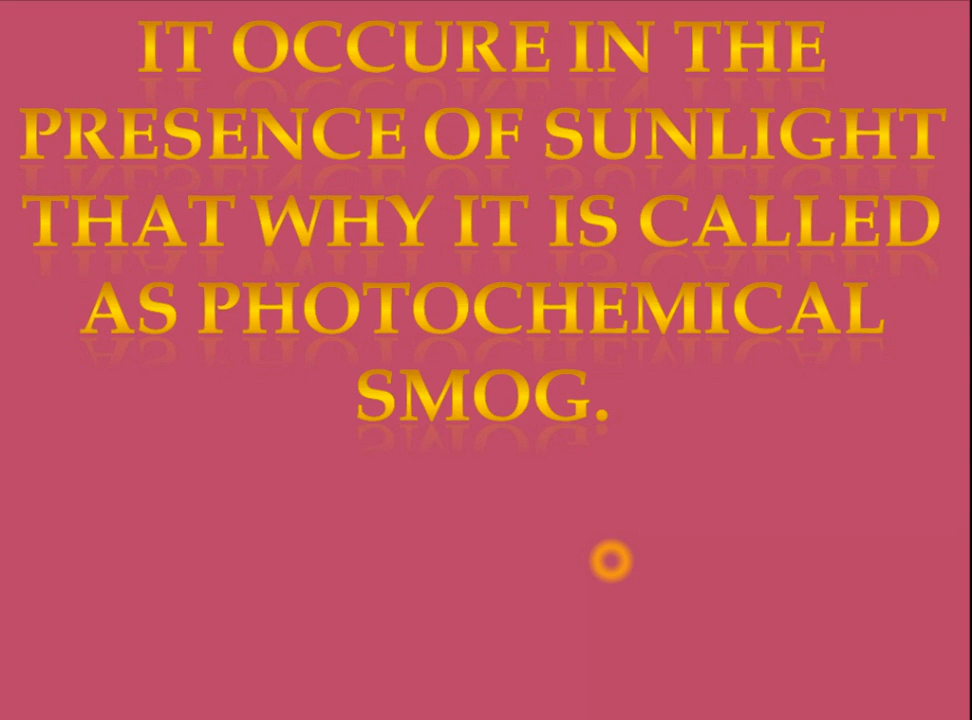 IT OCCURE IN THE
PRESENCE OF SUNLIGHT
THAT WHY IT IS CALLED
AS PHOTOCHEMICAL
SMOG.